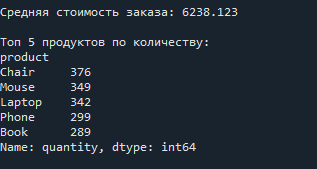 Средняя стоимость заказа: 6238.123
Топ 5 продуктов по количеству:
product
Chair     376
Mouse     349
Laptop    342
Phone     299
Book      289
Name: quantity, dtype: int64